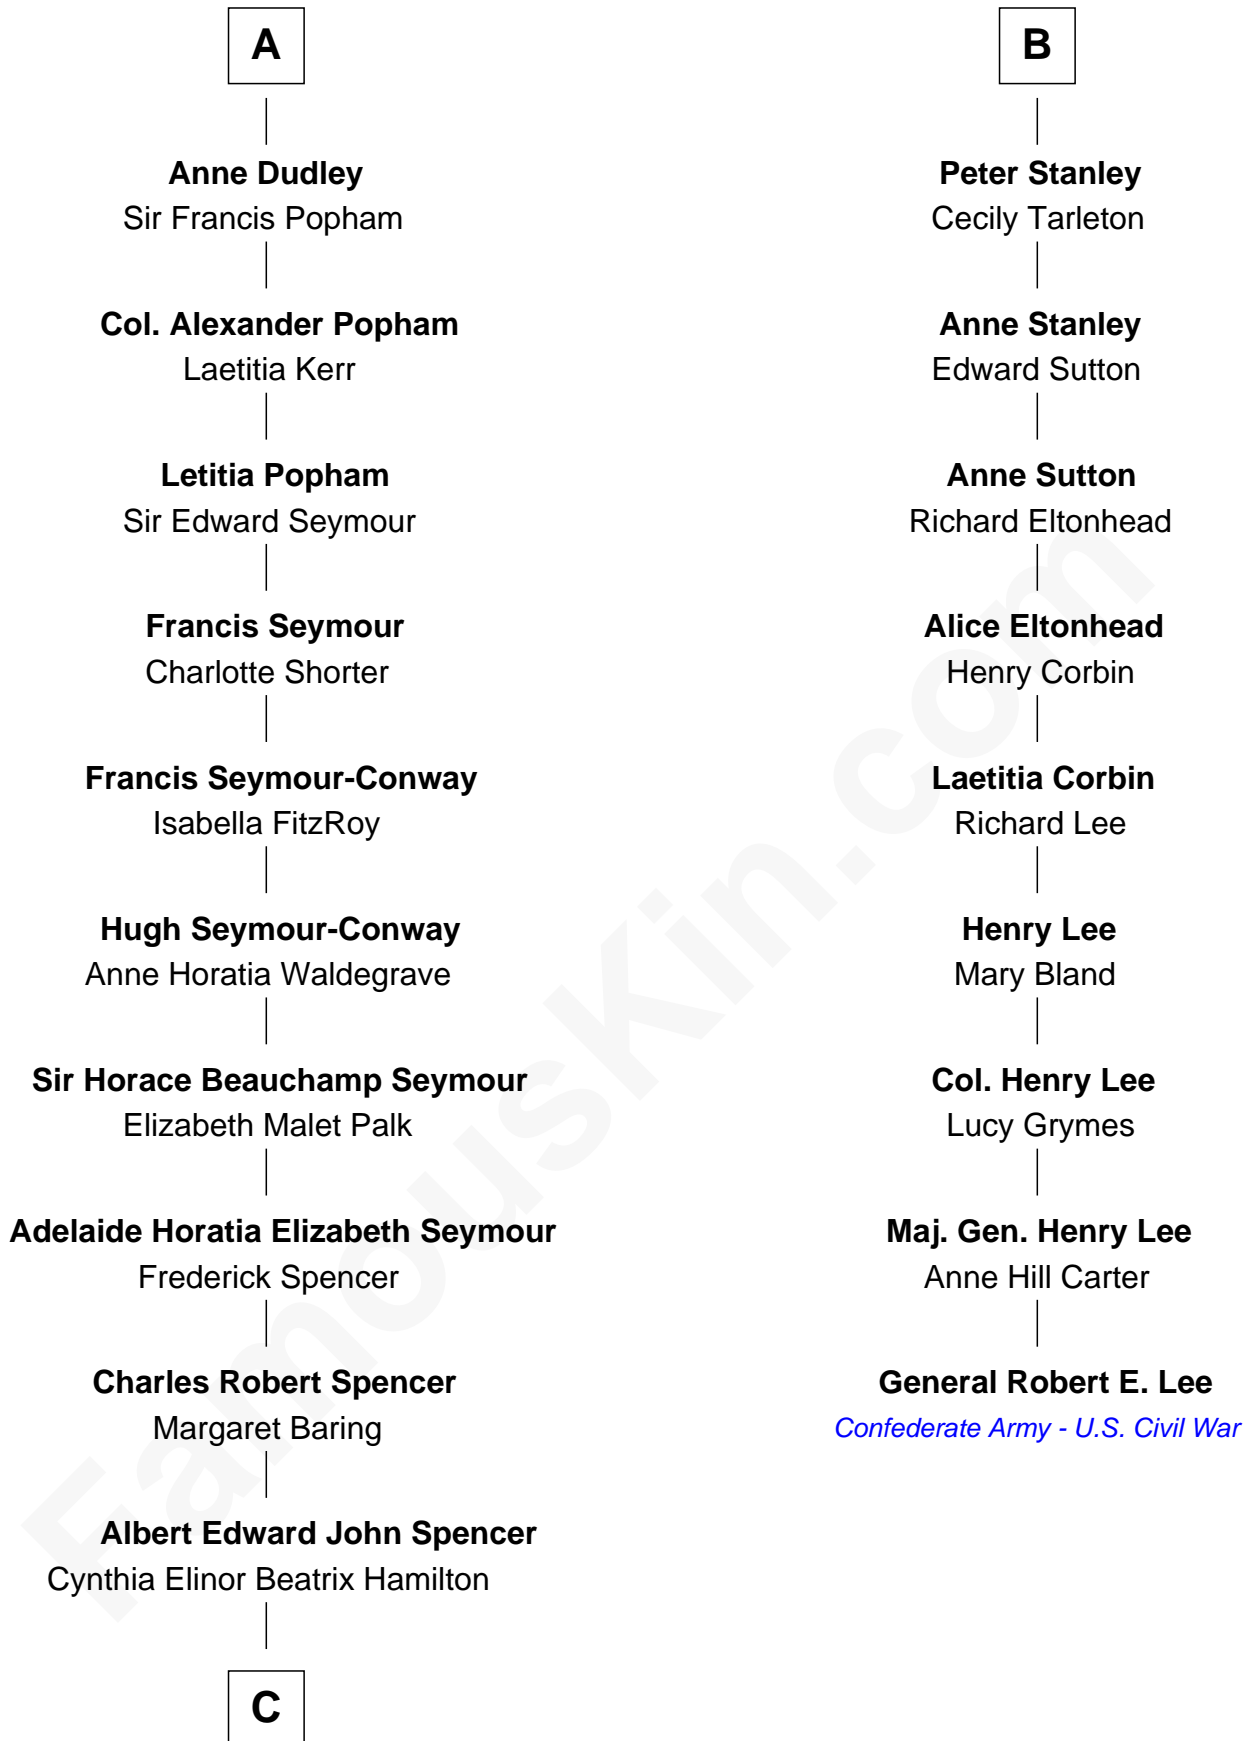 A
Anne Dudley
Sir Francis Popham
Col. Alexander Popham
Laetitia Kerr
Letitia Popham
Sir Edward Seymour
Francis Seymour
Charlotte Shorter
Francis Seymour-Conway
Isabella FitzRoy
Hugh Seymour-Conway
Anne Horatia Waldegrave
Sir Horace Beauchamp Seymour
Elizabeth Malet Palk
Adelaide Horatia Elizabeth Seymour
Frederick Spencer
Charles Robert Spencer
Margaret Baring
Albert Edward John Spencer
Cynthia Elinor Beatrix Hamilton
C
B
Peter Stanley
Cecily Tarleton
Anne Stanley
Edward Sutton
Anne Sutton
Richard Eltonhead
Alice Eltonhead
Henry Corbin
Laetitia Corbin
Richard Lee
Henry Lee
Mary Bland
Col. Henry Lee
Lucy Grymes
Maj. Gen. Henry Lee
Anne Hill Carter
General Robert E. Lee
Confederate Army - U.S. Civil War
FamousKin.com